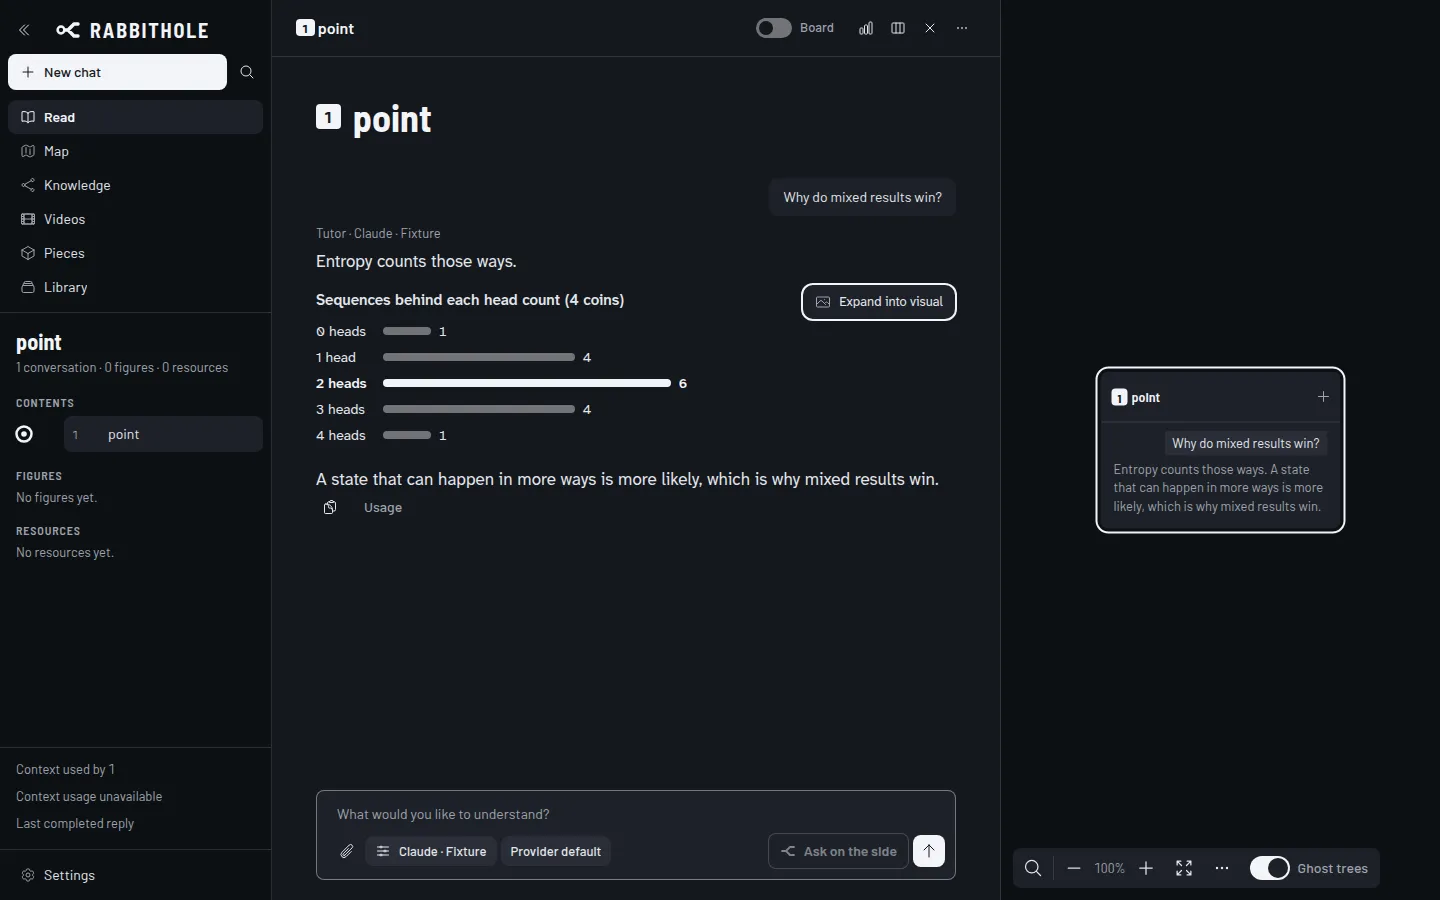 RABBITHOLE
New chat
Read
Map
Knowledge
Videos
Pieces
Library
point
1 conversation · 0 figures · 0 resources
CONTENTS
1 point
FIGURES
No figures yet.
RESOURCES
No resources yet.
Context used by 1
Context usage unavailable
Last completed reply
Settings
1 point
Board
1 point
Why do mixed results win?
Tutor · Claude · Fixture
Entropy counts those ways.
Sequences behind each head count (4 coins)
Expand into visual
0 heads 1
1 head 4
2 heads 6
3 heads 4
4 heads 1
A state that can happen in more ways is more likely, which is why mixed results win.
Usage
What would you like to understand?
Claude · Fixture
Provider default
Ask on the side
1 point
Why do mixed results win?
Entropy counts those ways. A state
that can happen in more ways is more
likely, which is why mixed results win.
100%
Ghost trees